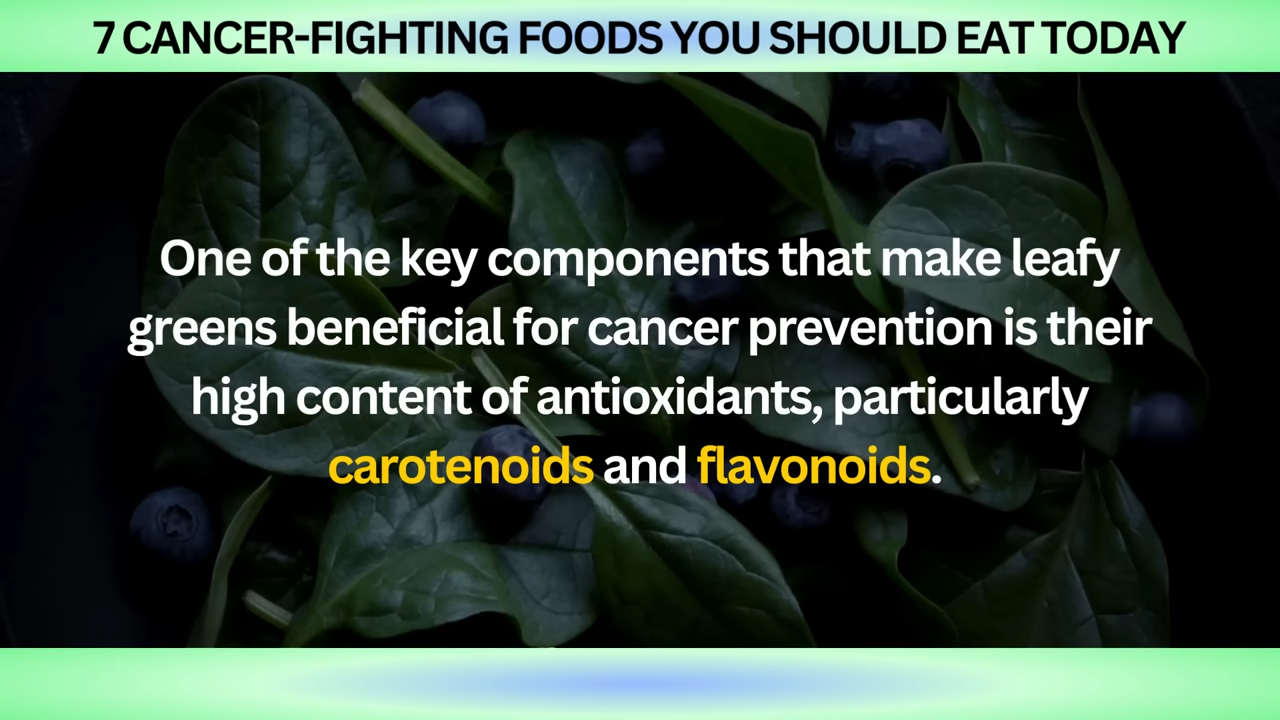 7 CANCER-FIGHTING FOODS YOU SHOULD EAT TODAY
One of the key components that make leafy
greens beneficial for cancer prevention is their
high content of antioxidants, particularly
carotenoids and flavonoids.